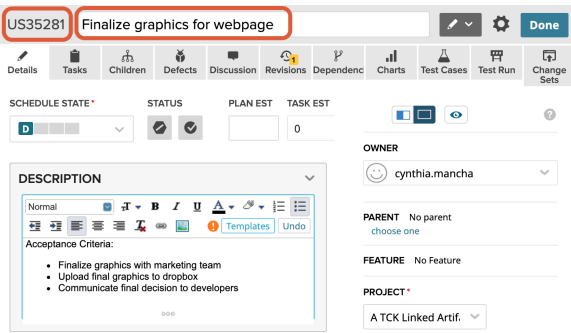 US35281 Finalize graphics for webpage Done
Details Tasks Children Defects Discussion Revisions 1 Dependenc Charts Test Cases Test Run Change Sets
SCHEDULE STATE * STATUS PLAN EST TASK EST
D 0
OWNER
cynthia.mancha
DESCRIPTION
Normal T B I U A
Templates Undo
Acceptance Criteria:
• Finalize graphics with marketing team
• Upload final graphics to dropbox
• Communicate final decision to developers
PARENT No parent
choose one
FEATURE No Feature
PROJECT *
A TCK Linked Artifa